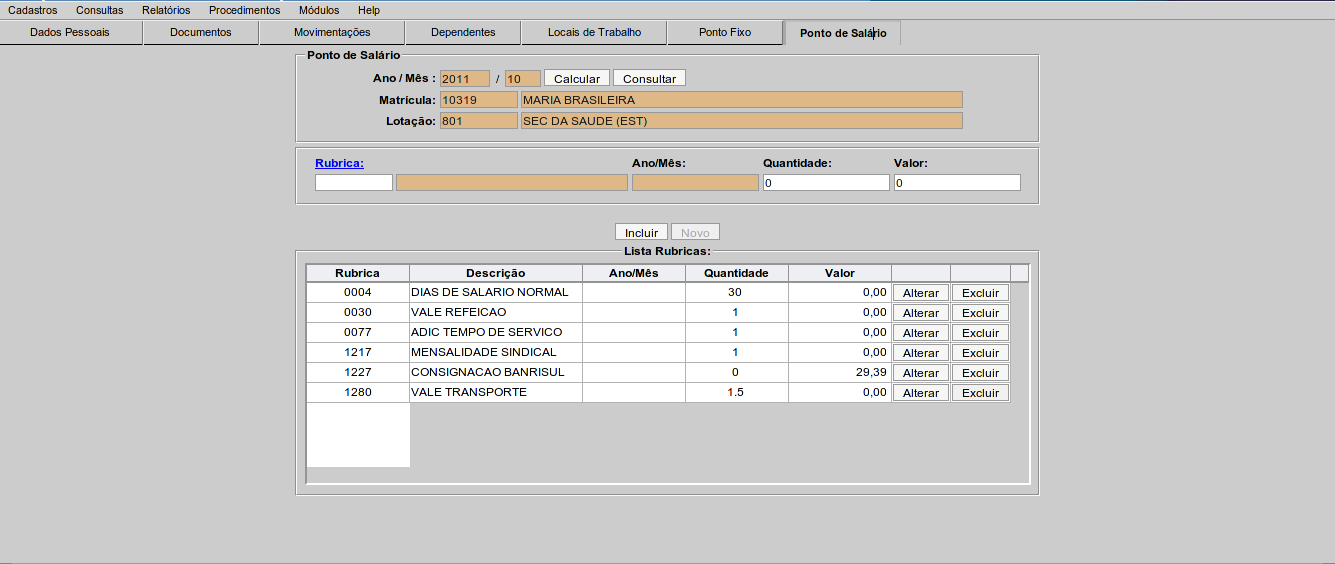 Cadastros Consultas Relatórios Procedimentos Módulos Help
Dados Pessoais Documentos Movimentações Dependentes Locais de Trabalho Ponto Fixo Ponto de Salário
Ponto de Salário
Ano / Mês : 2011 / 10 Calcular Consultar
Matrícula: 10319 MARIA BRASILEIRA
Lotação: 801 SEC DA SAUDE (EST)
Rubrica: Ano/Mês: Quantidade: Valor:
0 0
Incluir Novo
Lista Rubricas:
Rubrica Descrição Ano/Mês Quantidade Valor
0004 DIAS DE SALARIO NORMAL 30 0,00 Alterar Excluir
0030 VALE REFEICAO 1 0,00 Alterar Excluir
0077 ADIC TEMPO DE SERVICO 1 0,00 Alterar Excluir
1217 MENSALIDADE SINDICAL 1 0,00 Alterar Excluir
1227 CONSIGNACAO BANRISUL 0 29,39 Alterar Excluir
1280 VALE TRANSPORTE 1.5 0,00 Alterar Excluir